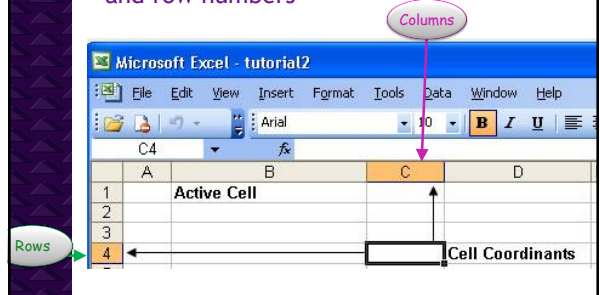 and row numbers
Columns
Microsoft Excel - tutorial2
File Edit View Insert Format Tools Data Window Help
Arial 10 B I U
C4 fx
A B C D
1 Active Cell
2
3
Rows
4 Cell Coordinants